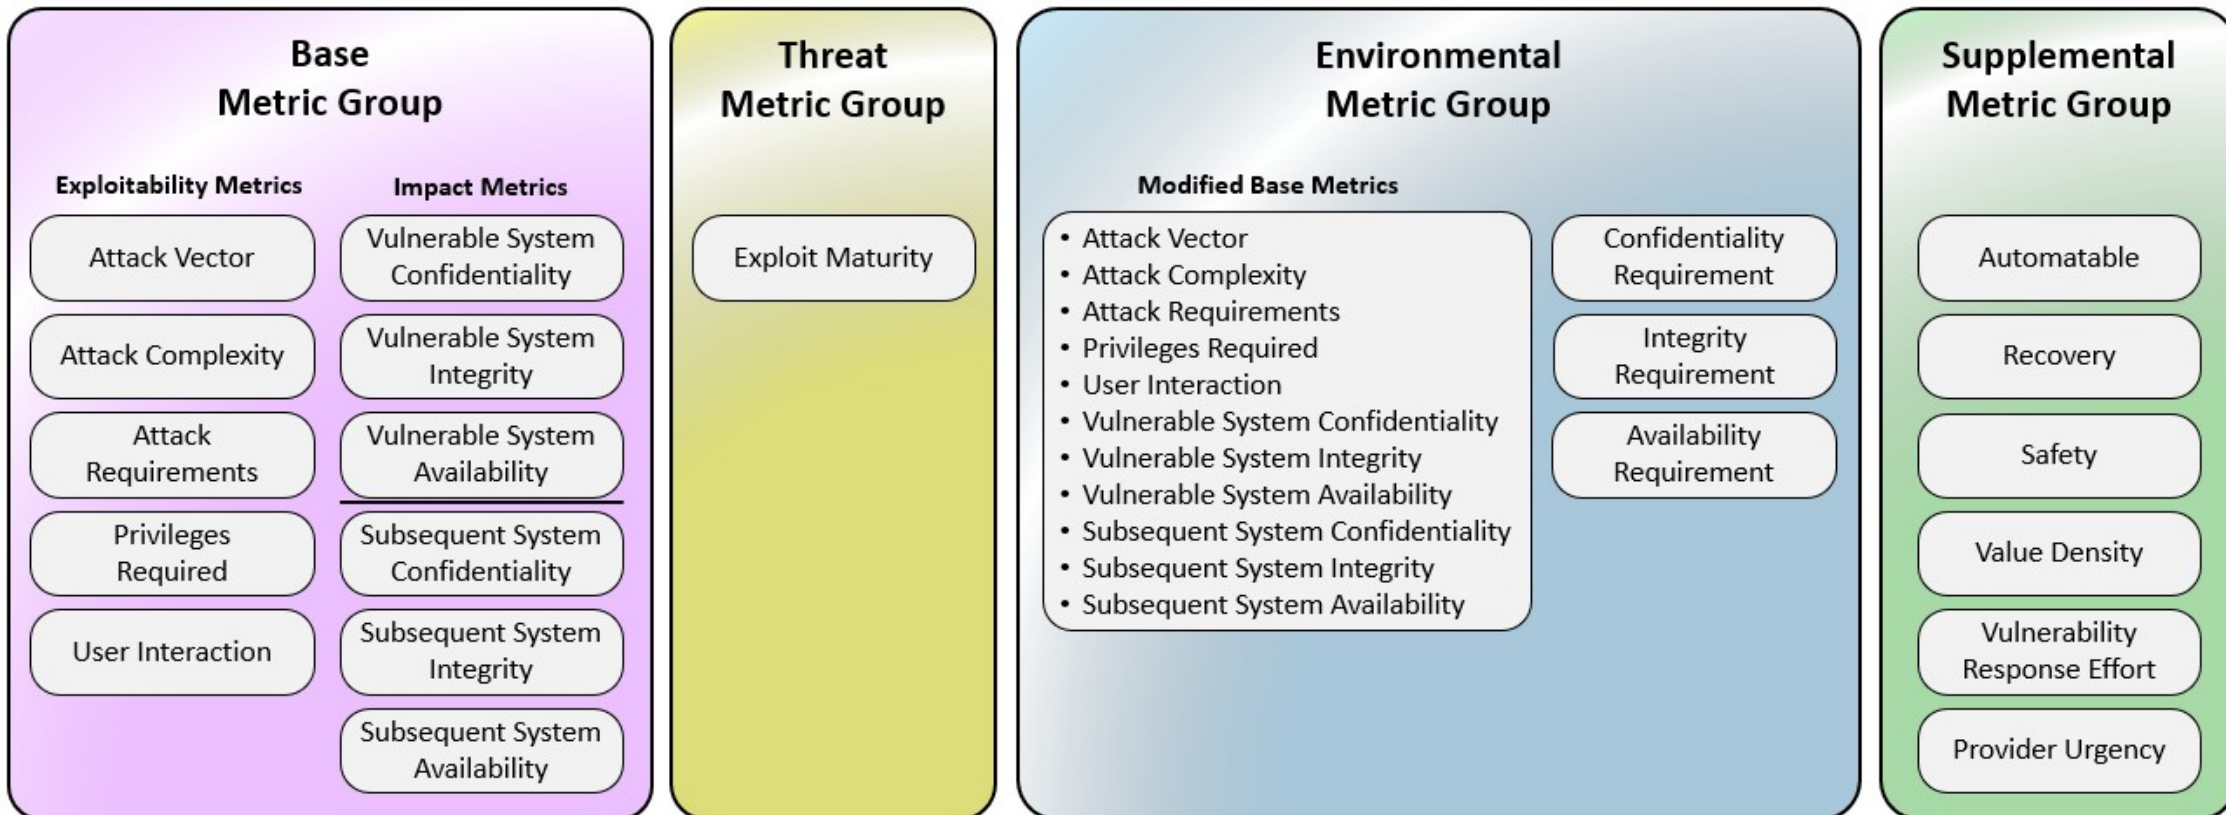 Base
Metric Group
Exploitability Metrics
Attack Vector
Attack Complexity
Attack
Requirements
Privileges
Required
User Interaction
Impact Metrics
Vulnerable System
Confidentiality
Vulnerable System
Integrity
Vulnerable System
Availability
Subsequent System
Confidentiality
Subsequent System
Integrity
Subsequent System
Availability
Threat
Metric Group
Exploit Maturity
Environmental
Metric Group
Modified Base Metrics
• Attack Vector
• Attack Complexity
• Attack Requirements
• Privileges Required
• User Interaction
• Vulnerable System Confidentiality
• Vulnerable System Integrity
• Vulnerable System Availability
• Subsequent System Confidentiality
• Subsequent System Integrity
• Subsequent System Availability
Confidentiality
Requirement
Integrity
Requirement
Availability
Requirement
Supplemental
Metric Group
Automatable
Recovery
Safety
Value Density
Vulnerability
Response Effort
Provider Urgency